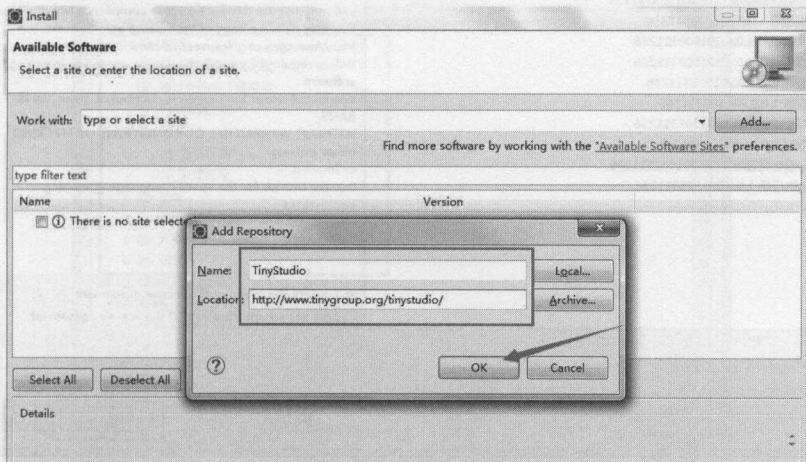 Install
Available Software
Select a site or enter the location of a site.
Work with: type or select a site
Add...
Find more software by working with the "Available Software Sites" preferences.
type filter text
Name Version
There is no site selecte
Add Repository
Name: TinyStudio Local...
Location: http://www.tinygroup.org/tinystudio/ Archive...
OK Cancel
Select All Deselect All
Details